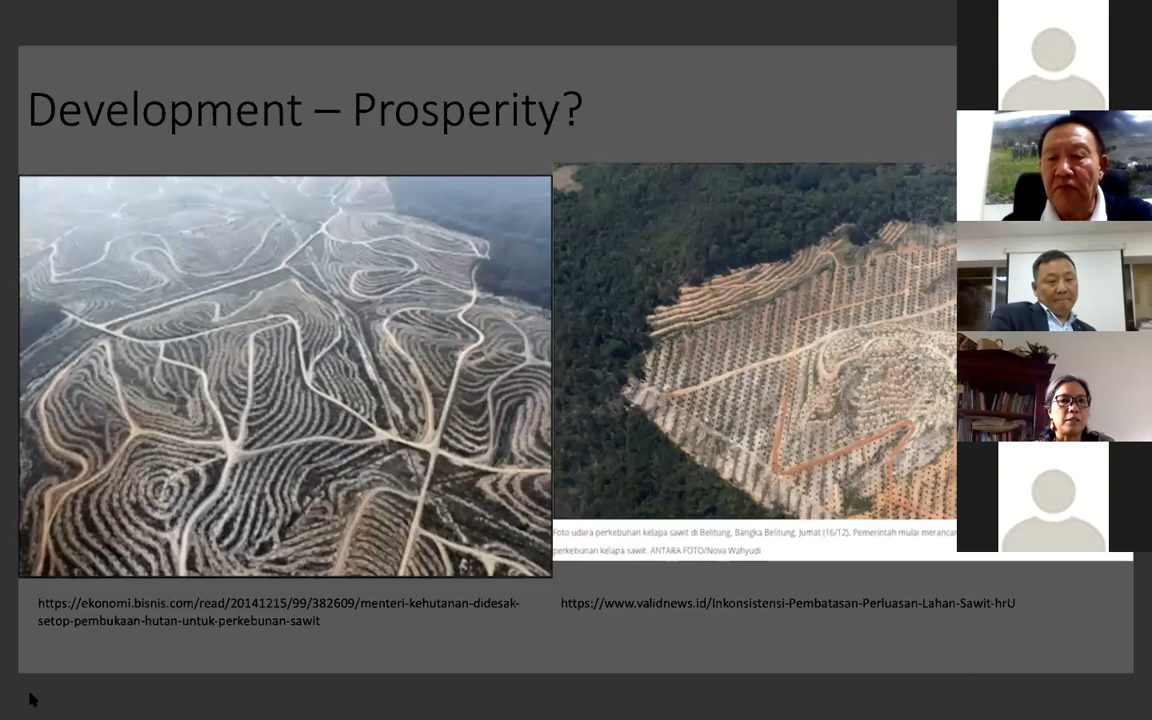 Development – Prosperity?
Foto udara perkebunan kelapa sawit di Belitung, Bangka Belitung, Jumat (16/12). Pemerintah mulai
perkebunan kelapa sawit. ANTARA FOTO/Nova Wahyudi
https://ekonomi.bisnis.com/read/20141215/99/382609/menteri-kehutanan-didesak-
setop-pembukaan-hutan-untuk-perkebunan-sawit
https://www.validnews.id/Inkonsistensi-Pembatasan-Perluasan-Lahan-Sawit-hrU